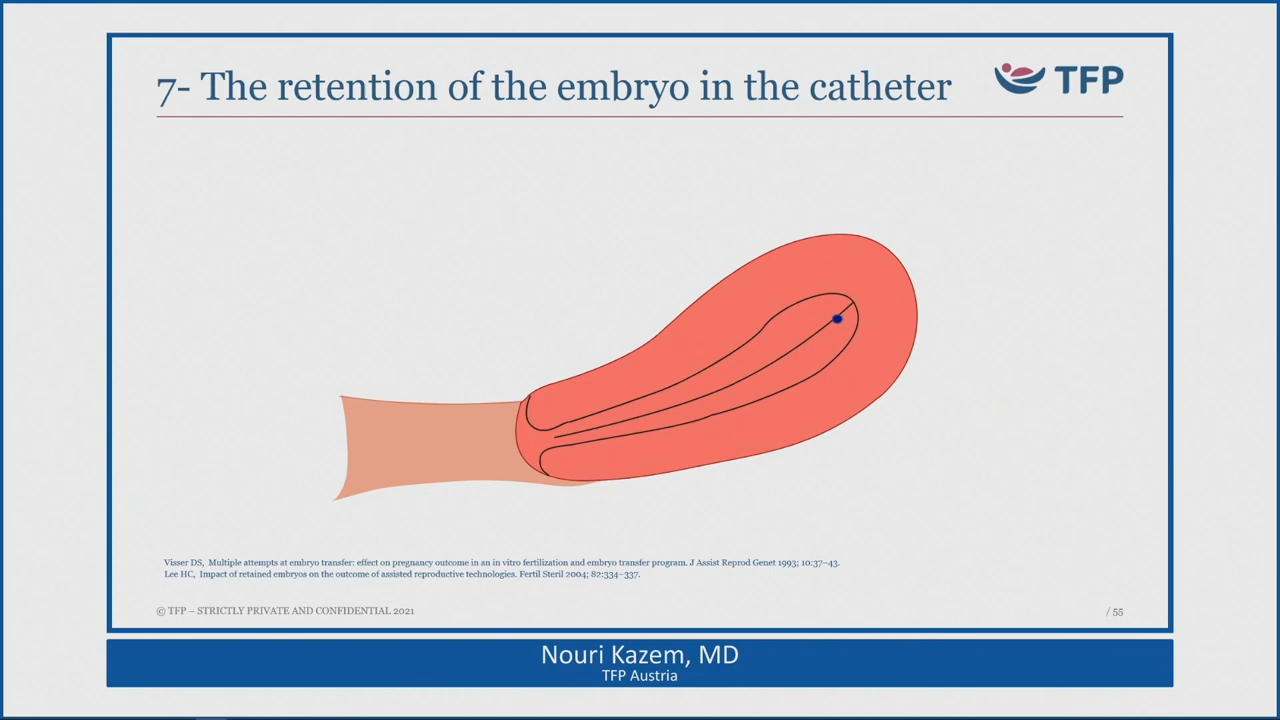 7- The retention of the embryo in the catheter
TFP
Visser DS, Multiple attempts at embryo transfer: effect on pregnancy outcome in an in vitro fertilization and embryo transfer program. J Assist Reprod Genet 1993; 10:37–43.
Lee HC, Impact of retained embryos on the outcome of assisted reproductive technologies. Fertil Steril 2004; 82:334–337.
© TFP – STRICTLY PRIVATE AND CONFIDENTIAL 2021
/ 55
Nouri Kazem, MD
TFP Austria